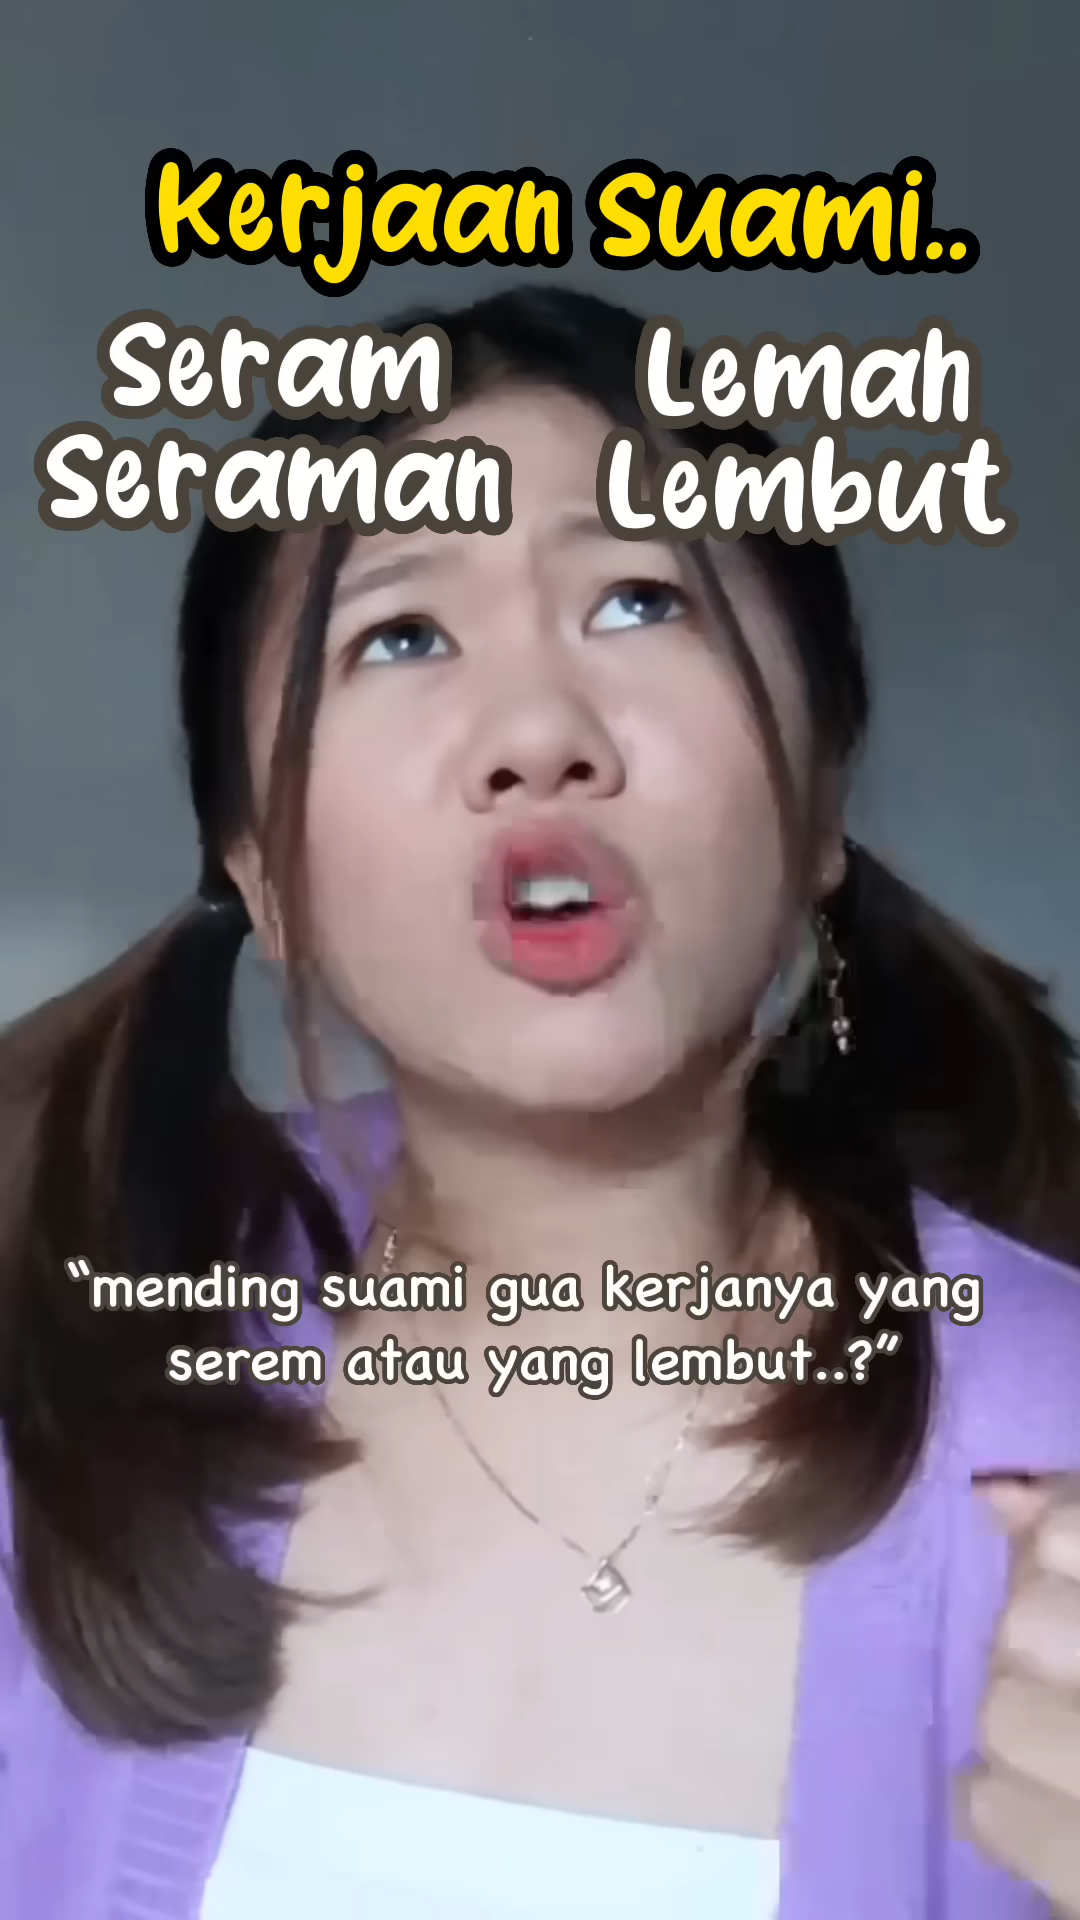 Kerjaan Suami..
Seram
Seraman
Lemah
Lembut
“mending suami gua kerjanya yang
serem atau yang lembut..?”